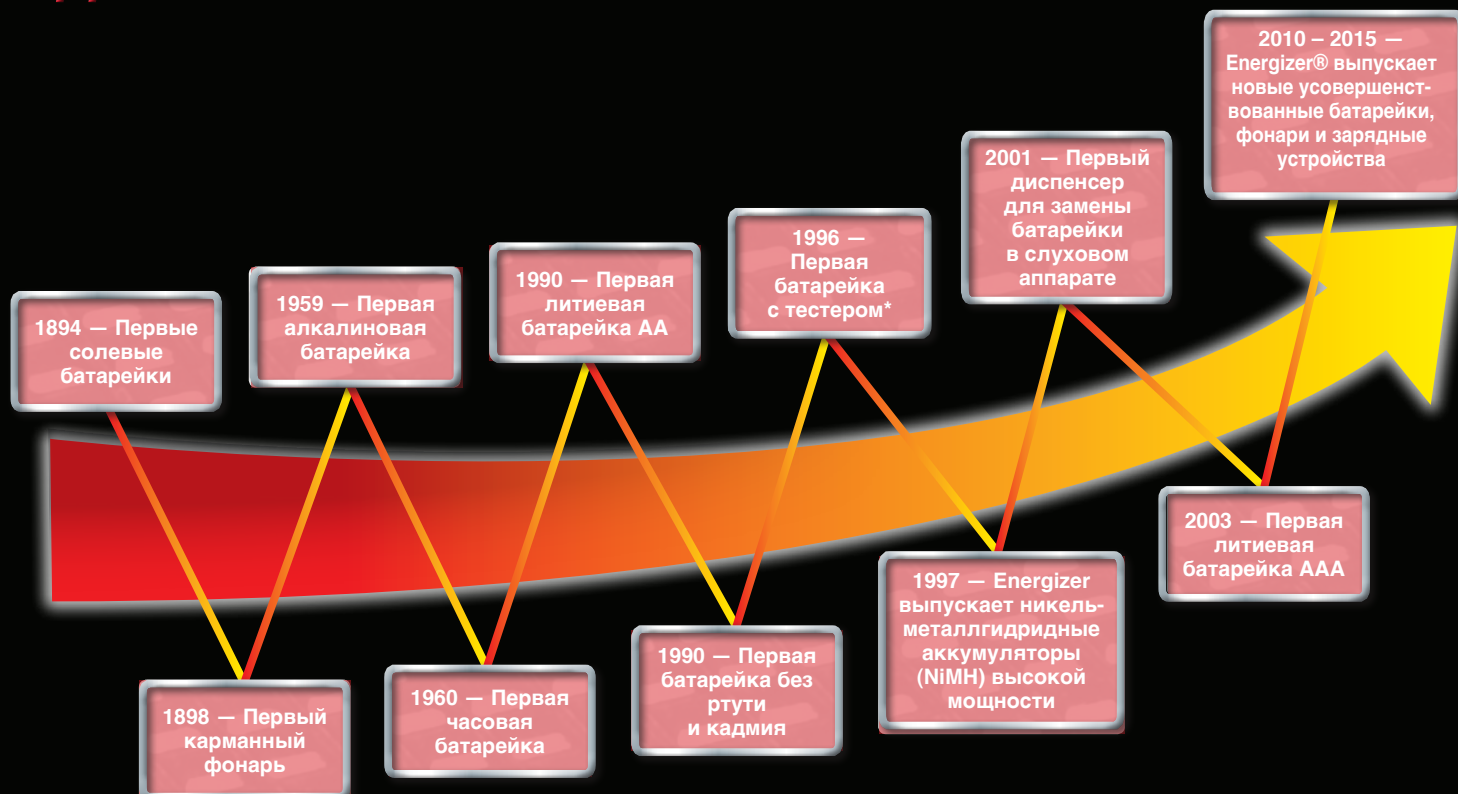 1894 — Первые
солевые
батарейки
1898 — Первый
карманный
фонарь
1959 — Первая
алкалиновая
батарейка
1960 — Первая
часовая
батарейка
1990 — Первая
литиевая
батарейка АА
1990 — Первая
батарейка без
ртути
и кадмия
1996 —
Первая
батарейка
с тестером*
1997 — Energizer
выпускает никель-
металлгидридные
аккумуляторы
(NiMH) высокой
мощности
2001 — Первый
диспенсер
для замены
батарейки
в слуховом
аппарате
2003 — Первая
литиевая
батарейка ААА
2010 – 2015 —
Energizer® выпускает
новые усовершенст-
вованные батарейки,
фонари и зарядные
устройства